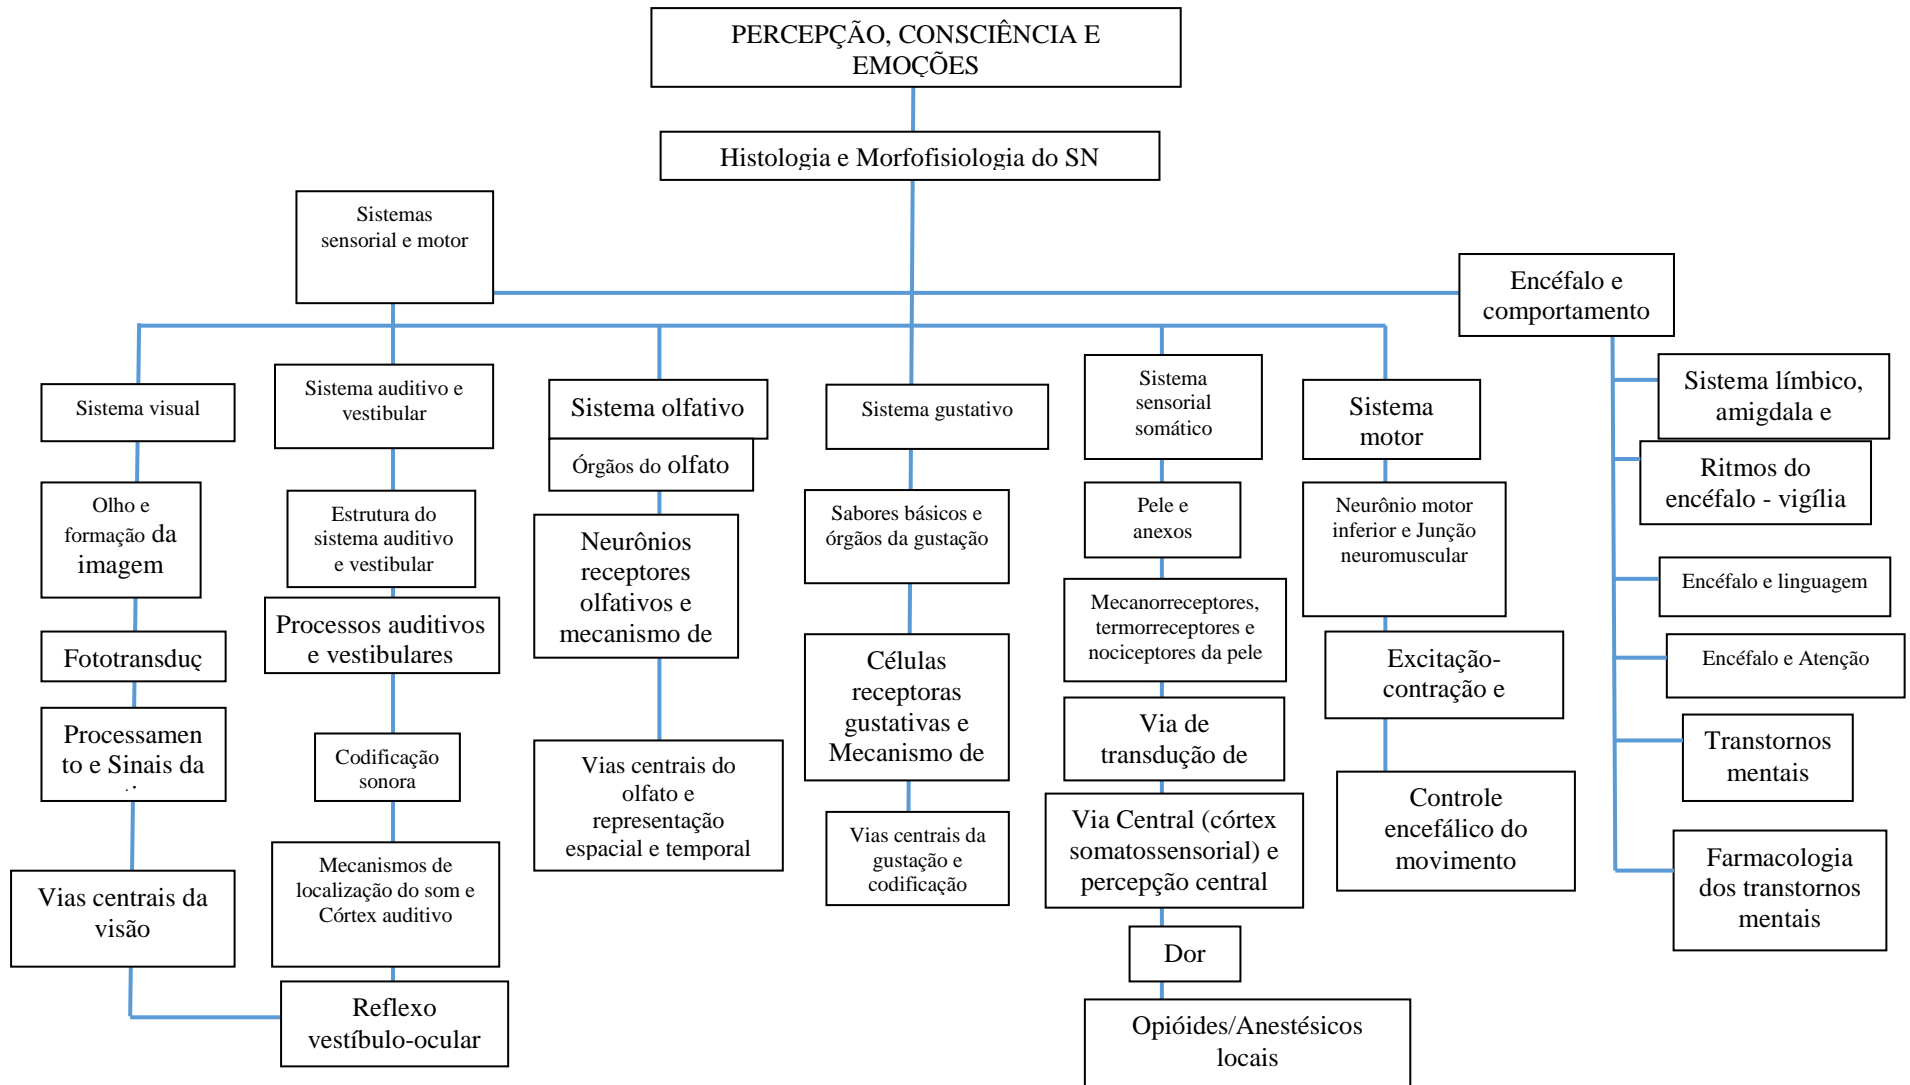 PERCEPÇÃO, CONSCIÊNCIA E
EMOÇÕES
Histologia e Morfofisiologia do SN
Sistemas
sensorial e motor
Encéfalo e
comportamento
Sistema visual
Olho e
formação da
imagem
Fototransduç
Processamen
to e Sinais da
Vias centrais da
visão
Sistema auditivo e
vestibular
Estrutura do
sistema auditivo
e vestibular
Processos auditivos
e vestibulares
Codificação
sonora
Mecanismos de
localização do som e
Córtex auditivo
Reflexo
vestíbulo-ocular
Sistema olfativo
Órgãos do olfato
Neurônios
receptores
olfativos e
mecanismo de
Vias centrais do
olfato e
representação
espacial e temporal
Sistema gustativo
Sabores básicos e
órgãos da gustação
Células
receptoras
gustativas e
Mecanismo de
Vias centrais da
gustação e
codificação
Sistema
sensorial
somático
Pele e
anexos
Mecanorreceptores,
termorreceptores e
nociceptores da pele
Via de
transdução de
Via Central (córtex
somatossensorial) e
percepção central
Dor
Opióides/Anestésicos
locais
Sistema
motor
Neurônio motor
inferior e Junção
neuromuscular
Excitação-
contração e
Controle
encefálico do
movimento
Sistema límbico,
amigdala e
Ritmos do
encéfalo - vigília
Encéfalo e linguagem
Encéfalo e Atenção
Transtornos
mentais
Farmacologia
dos transtornos
mentais